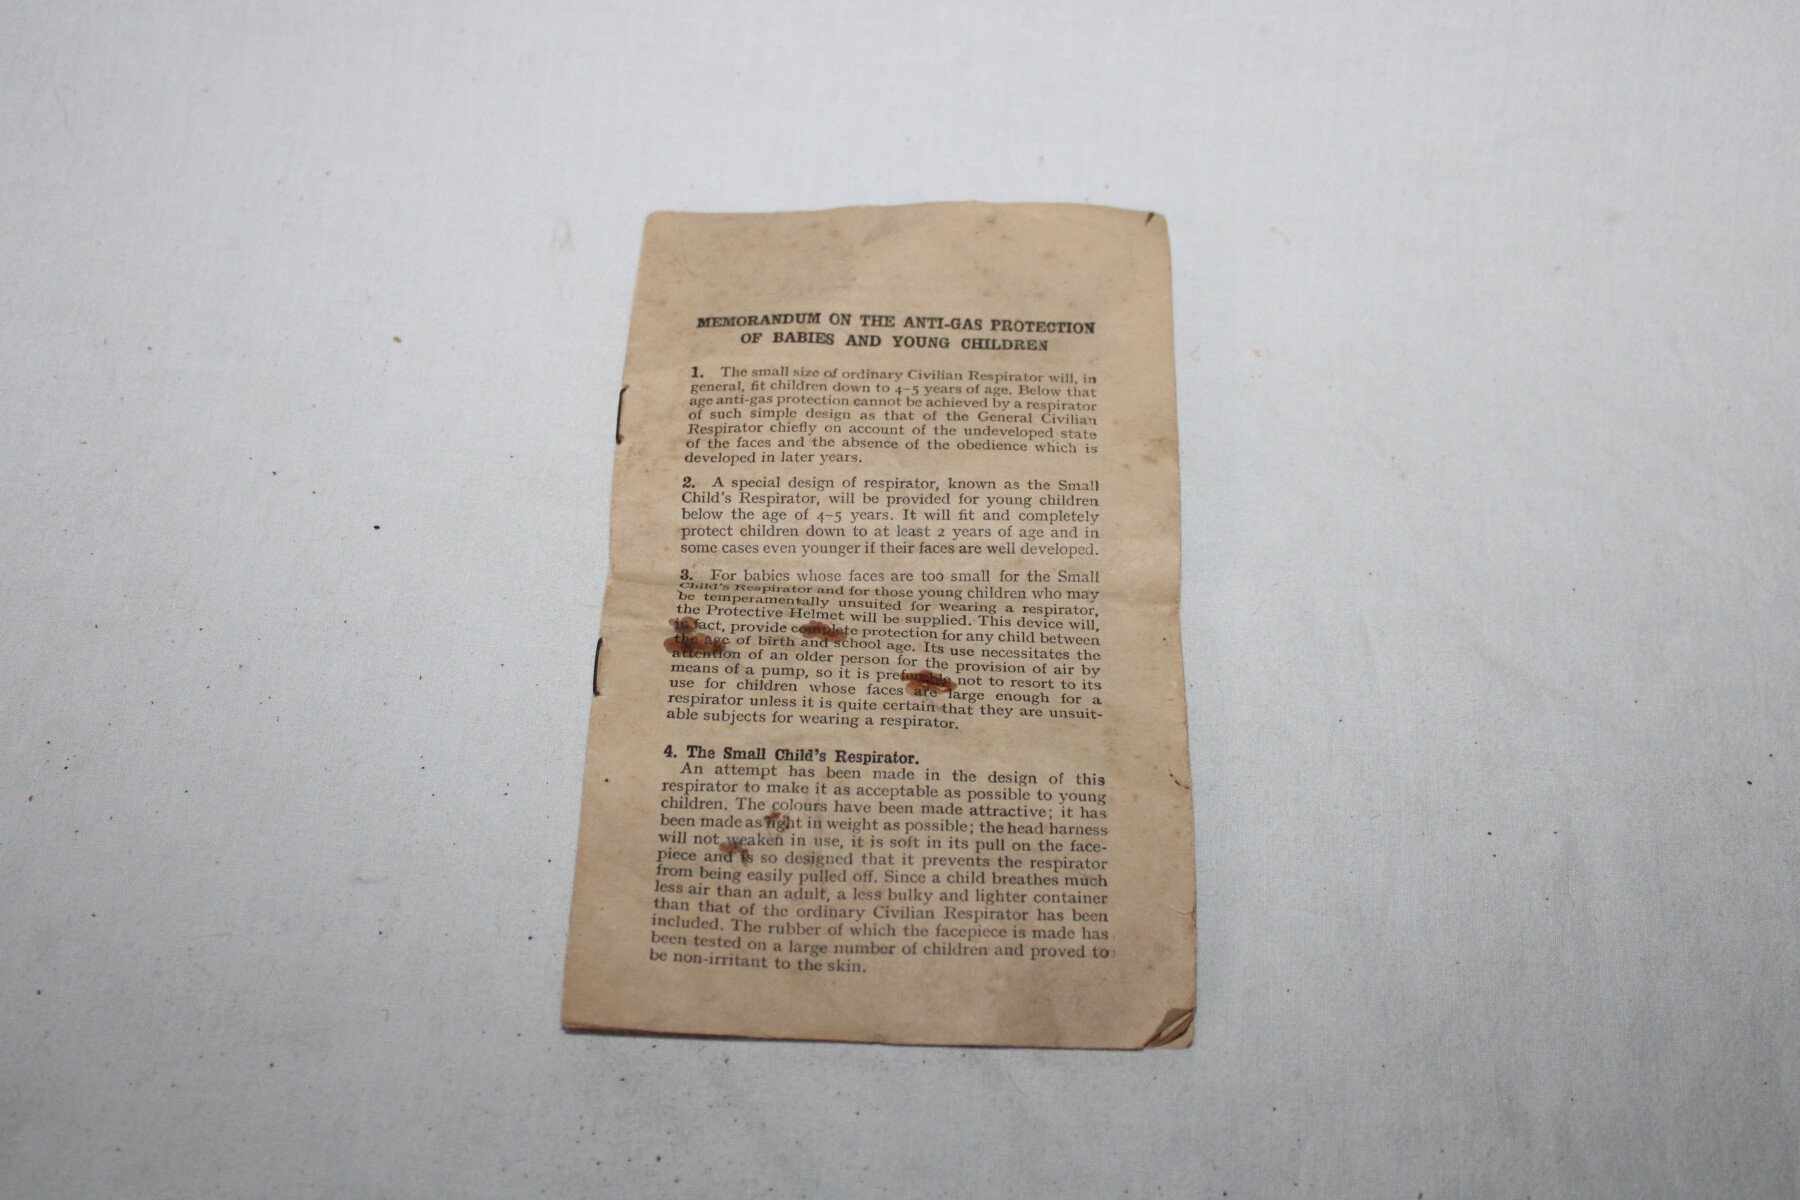 MEMORANDUM ON THE ANTI-GAS PROTECTION
OF BABIES AND YOUNG CHILDREN
1. The small size of ordinary Civilian Respirator will, in
general, fit children down to 4–5 years of age. Below that
age anti-gas protection cannot be achieved by a respirator
of such simple design as that of the General Civilian
Respirator chiefly on account of the undeveloped state
of the faces and the absence of the obedience which is
developed in later years.
2. A special design of respirator, known as the Small
Child's Respirator, will be provided for young children
below the age of 4–5 years. It will fit and completely
protect children down to at least 2 years of age and in
some cases even younger if their faces are well developed.
3. For babies whose faces are too small for the Small
Child's Respirator and for those young children who may
be temperamentally unsuited for wearing a respirator,
the Protective Helmet will be supplied. This device will,
in fact, provide complete protection for any child between
the age of birth and school age. Its use necessitates the
attention of an older person for the provision of air by
means of a pump, so it is preferable not to resort to its
use for children whose faces are large enough for a
respirator unless it is quite certain that they are unsuit-
able subjects for wearing a respirator.
4. The Small Child's Respirator.
An attempt has been made in the design of this
respirator to make it as acceptable as possible to young
children. The colours have been made attractive; it has
been made as light in weight as possible; the head harness
will not weaken in use, it is soft in its pull on the face-
piece and is so designed that it prevents the respirator
from being easily pulled off. Since a child breathes much
less air than an adult, a less bulky and lighter container
than that of the ordinary Civilian Respirator has been
included. The rubber of which the facepiece is made has
been tested on a large number of children and proved to
be non-irritant to the skin.